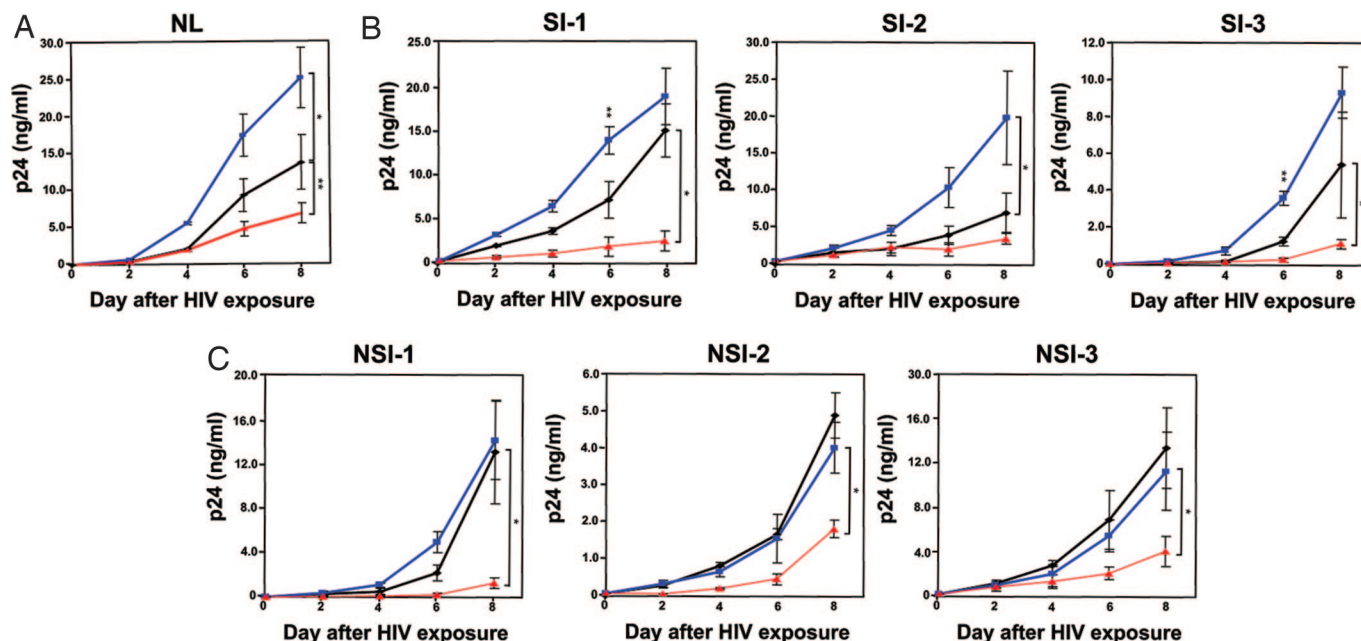 A
NL
30.0
25.0
20.0
15.0
10.0
5.0
0
p24 (ng/ml)
*
**
0 2 4 6 8
Day after HIV exposure
B
SI-1
25.0
20.0
15.0
10.0
5.0
0
p24 (ng/ml)
**
*
0 2 4 6 8
Day after HIV exposure
SI-2
30.0
25.0
20.0
15.0
10.0
5.0
0
p24 (ng/ml)
*
0 2 4 6 8
Day after HIV exposure
SI-3
12.0
10.0
8.0
6.0
4.0
2.0
0
p24 (ng/ml)
**
0 2 4 6 8
Day after HIV exposure
C
NSI-1
20.0
16.0
12.0
8.0
4.0
0
p24 (ng/ml)
*
0 2 4 6 8
Day after HIV exposure
NSI-2
6.0
5.0
4.0
3.0
2.0
1.0
0.0
p24 (ng/ml)
*
0 2 4 6 8
Day after HIV exposure
NSI-3
30.0
24.0
18.0
12.0
6.0
0
p24 (ng/ml)
*
0 2 4 6 8
Day after HIV exposure